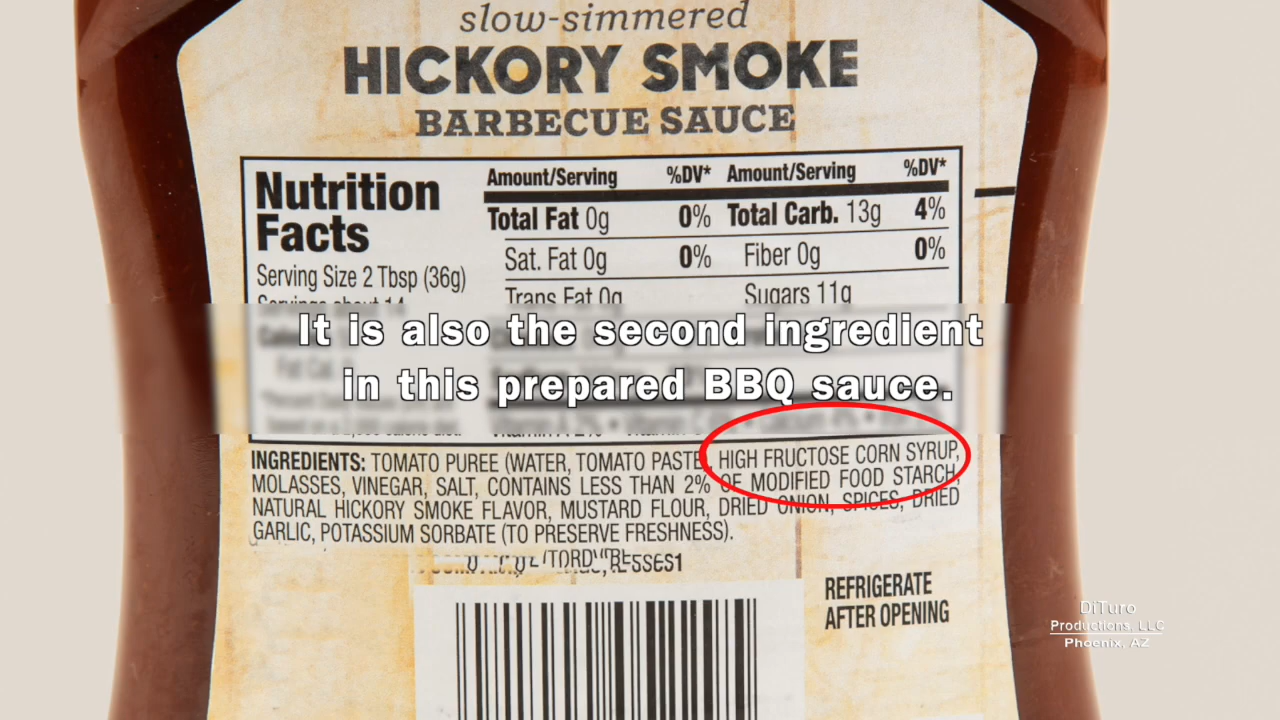 slow-simmered
HICKORY SMOKE
BARBECUE SAUCE
Nutrition
Facts
Serving Size 2 Tbsp (36g)
Servings about 14
Amount/Serving %DV* Amount/Serving %DV*
Total Fat 0g 0% Total Carb. 13g 4%
Sat. Fat 0g 0% Fiber 0g 0%
Trans Fat 0g Sugars 11g
It is also the second ingredient
in this prepared BBQ sauce.
INGREDIENTS: TOMATO PUREE (WATER, TOMATO PASTE), HIGH FRUCTOSE CORN SYRUP,
MOLASSES, VINEGAR, SALT, CONTAINS LESS THAN 2% OF MODIFIED FOOD STARCH,
NATURAL HICKORY SMOKE FLAVOR, MUSTARD FLOUR, DRIED ONION, SPICES, DRIED
GARLIC, POTASSIUM SORBATE (TO PRESERVE FRESHNESS).
REFRIGERATE
AFTER OPENING
DiTuro
Productions, LLC
Phoenix, AZ